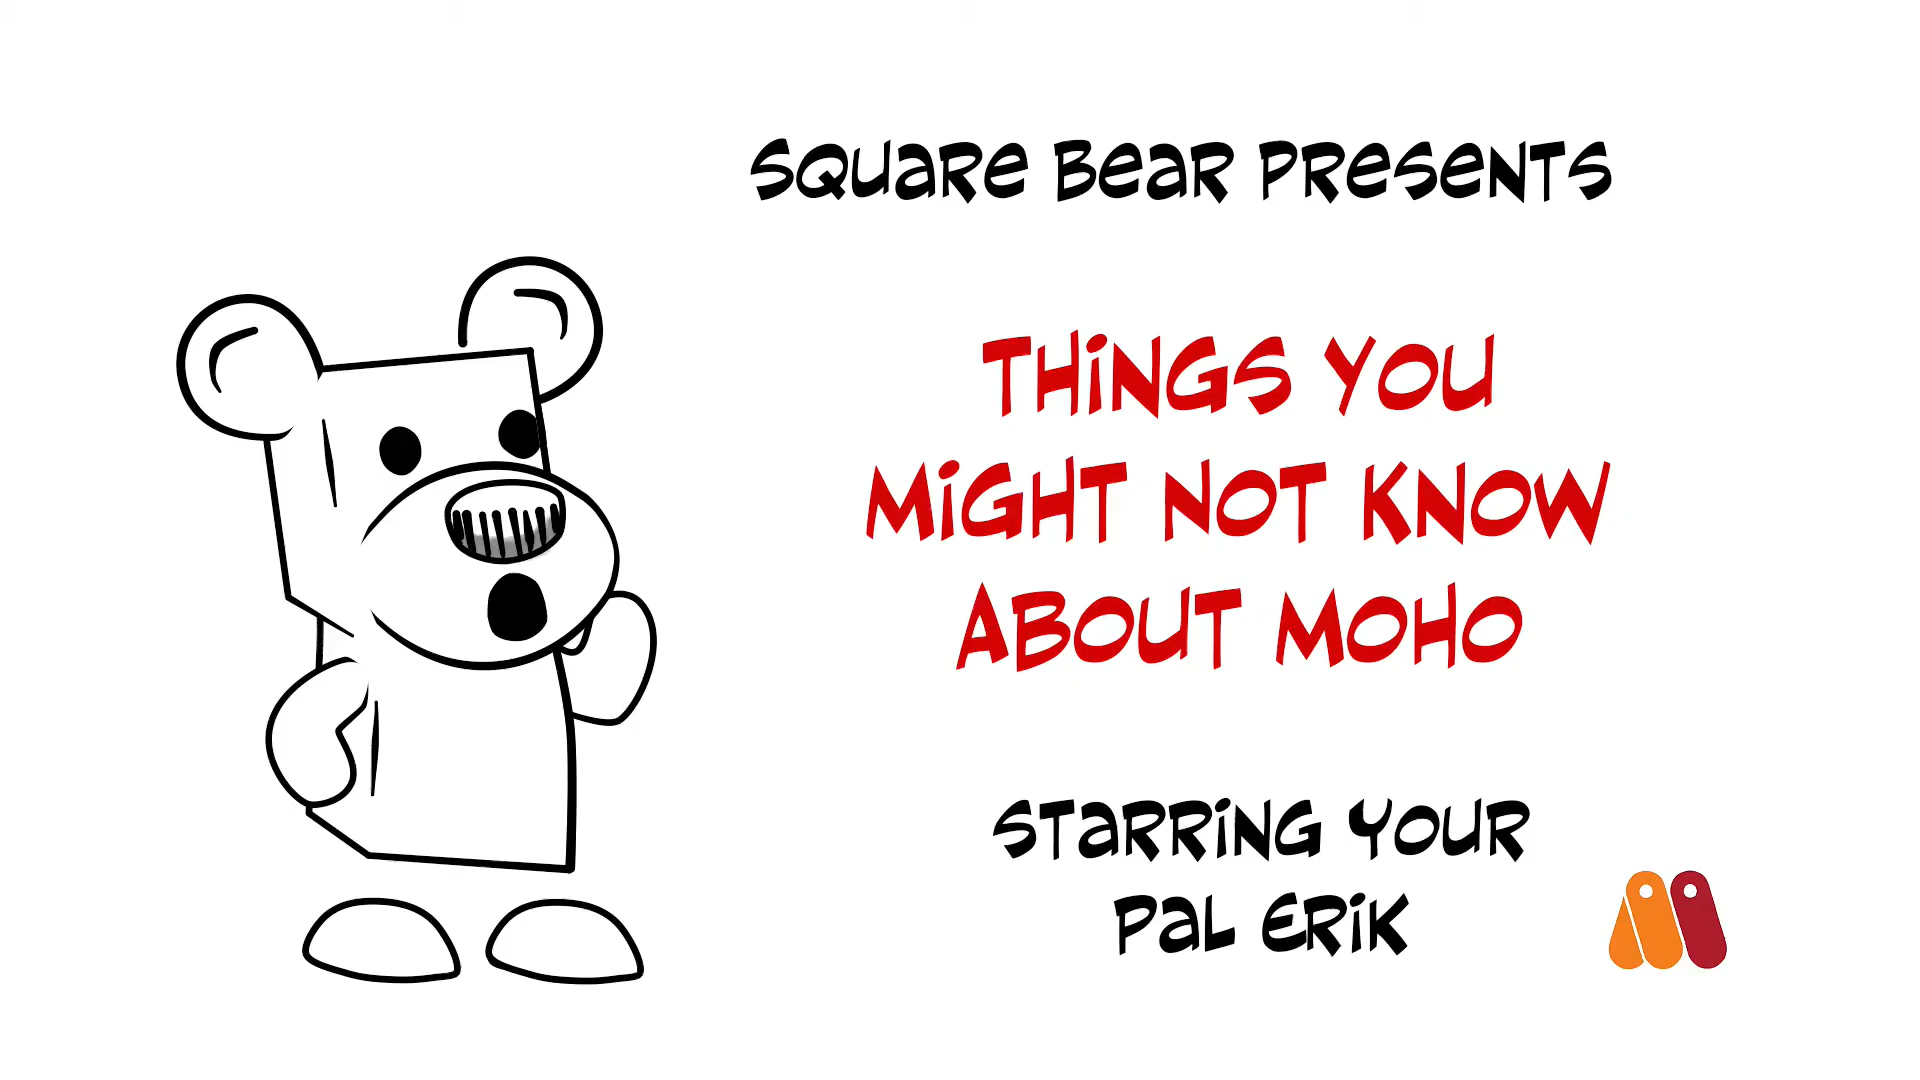 SQUARE BEAR PRESENTS
THINGS YOU
MIGHT NOT KNOW
ABOUT MOHO
STARRING YOUR
PAL ERIK